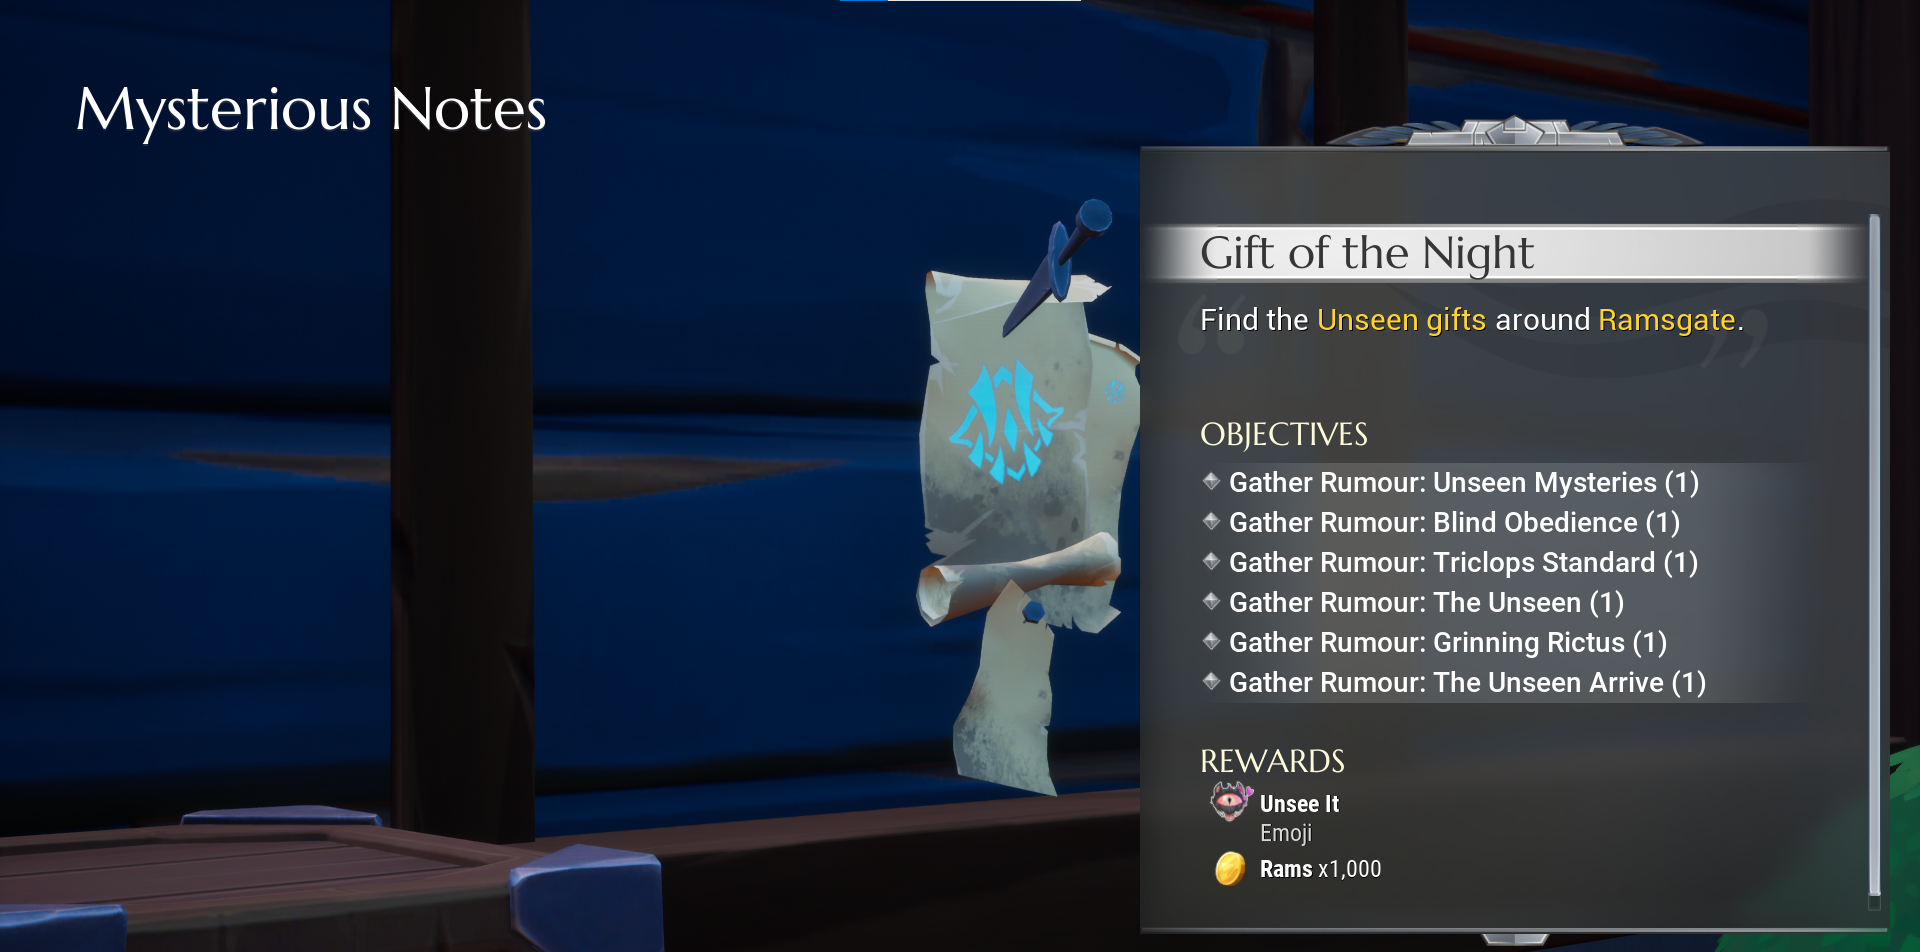 Mysterious Notes
Gift of the Night
Find the Unseen gifts around Ramsgate.
OBJECTIVES
Gather Rumour: Unseen Mysteries (1)
Gather Rumour: Blind Obedience (1)
Gather Rumour: Triclops Standard (1)
Gather Rumour: The Unseen (1)
Gather Rumour: Grinning Rictus (1)
Gather Rumour: The Unseen Arrive (1)
REWARDS
Unsee It
Emoji
Rams x1,000